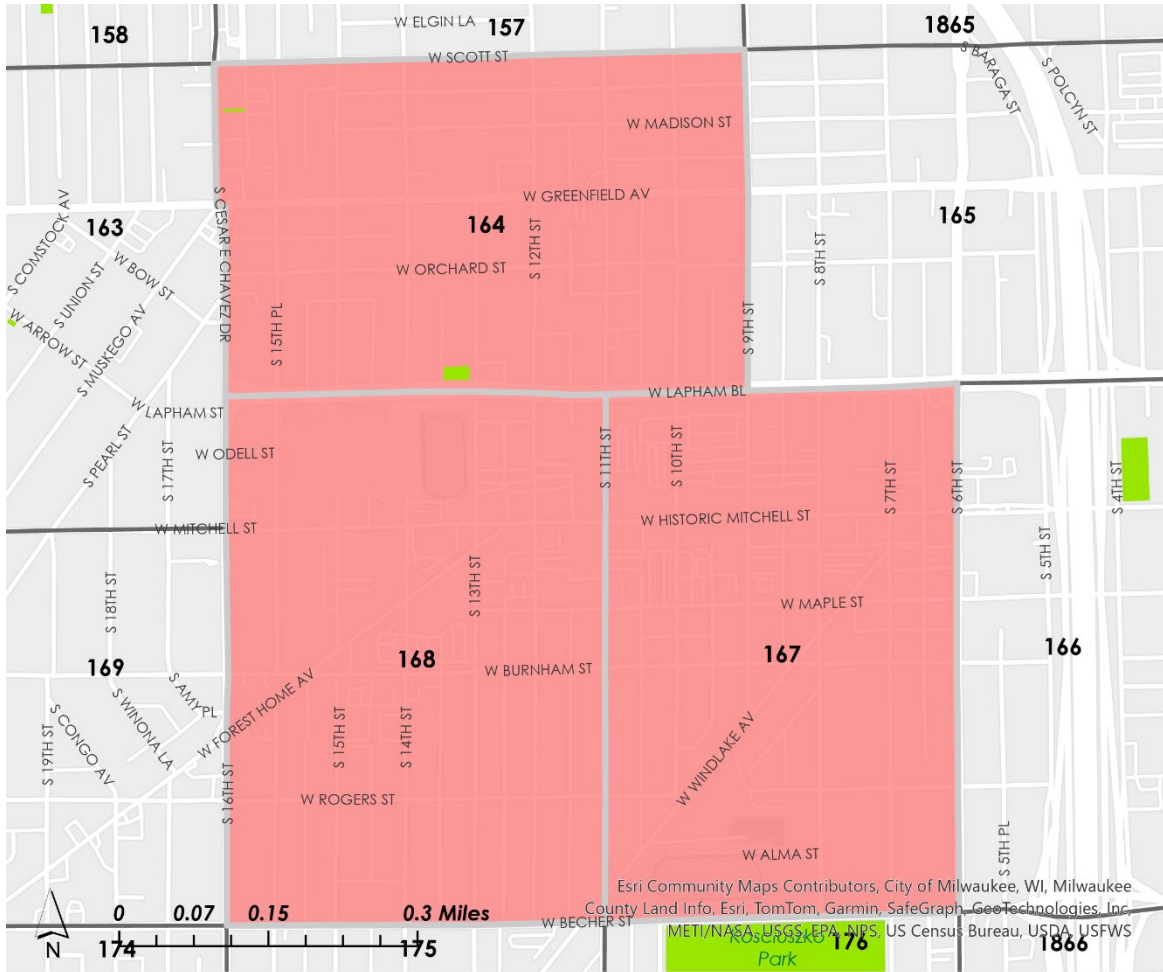 W ELGIN LA
158
157
1865
W SCOTT ST
S BARAGA ST
S POLCYN ST
W MADISON ST
S CESAR E CHAVEZ DR
W GREENFIELD AV
S COMSTOCK AV
163
164
165
S 12TH ST
S 8TH ST
W BOW ST
S UNION ST
W ORCHARD ST
W ARROW ST
S MUSKEGO AV
S 15TH PL
S 9TH ST
W LAPHAM BL
W LAPHAM ST
S PEARL ST
S 17TH ST
W ODELL ST
S 11TH ST
S 10TH ST
S 7TH ST
S 6TH ST
S 4TH ST
W MITCHELL ST
W HISTORIC MITCHELL ST
S 5TH ST
S 18TH ST
S 13TH ST
W MAPLE ST
169
168
167
166
W BURNHAM ST
S AMY PL
S WINONA LA
S CONGO AV
S 19TH ST
W FOREST HOME AV
S 15TH ST
S 14TH ST
W WINDLAKE AV
S 16TH ST
W ROGERS ST
W ALMA ST
S 5TH PL
Esri Community Maps Contributors, City of Milwaukee, WI, Milwaukee
County Land Info, Esri, TomTom, Garmin, SafeGraph, GeoTechnologies, Inc,
METI/NASA, USGS, EPA, NPS, US Census Bureau, USDA, USFWS
0 0.07 0.15 0.3 Miles
N
W BECHER ST
174
175
176
1866
Kosciuszko
Park